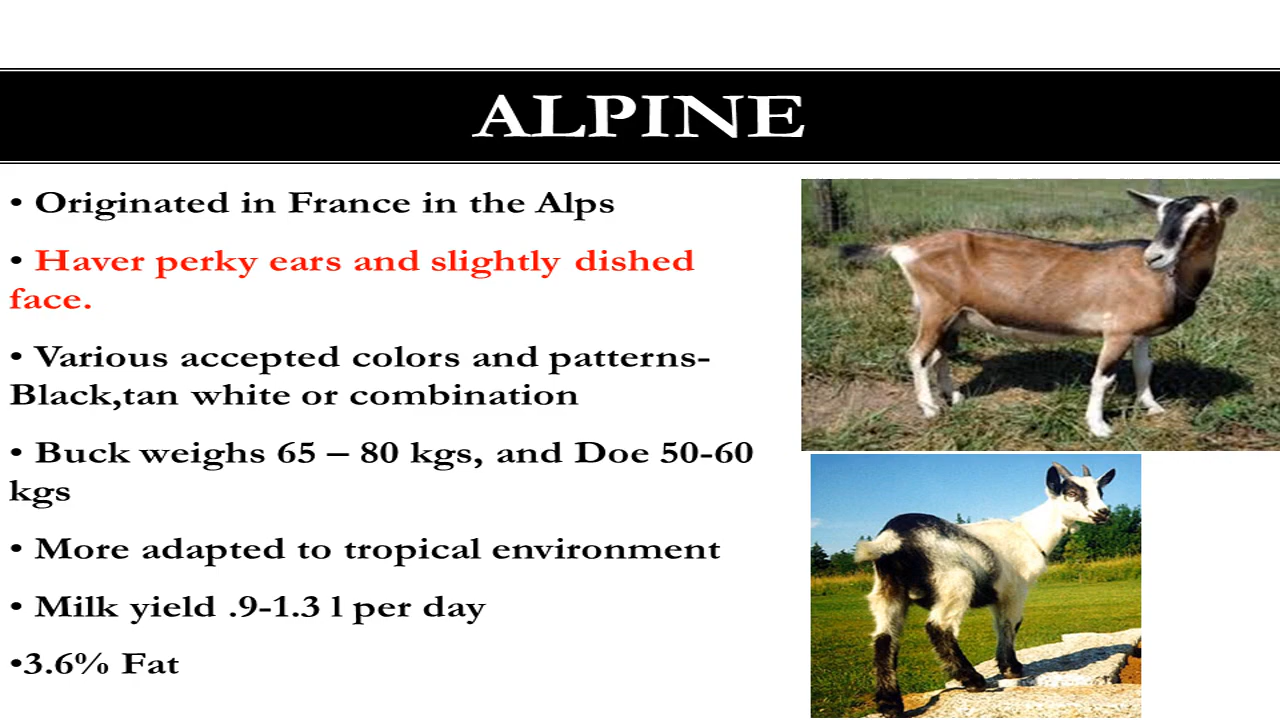 ALPINE
• Originated in France in the Alps
• Haver perky ears and slightly dished
face.
• Various accepted colors and patterns-
Black,tan white or combination
• Buck weighs 65 – 80 kgs, and Doe 50-60
kgs
• More adapted to tropical environment
• Milk yield .9-1.3 l per day
•3.6% Fat